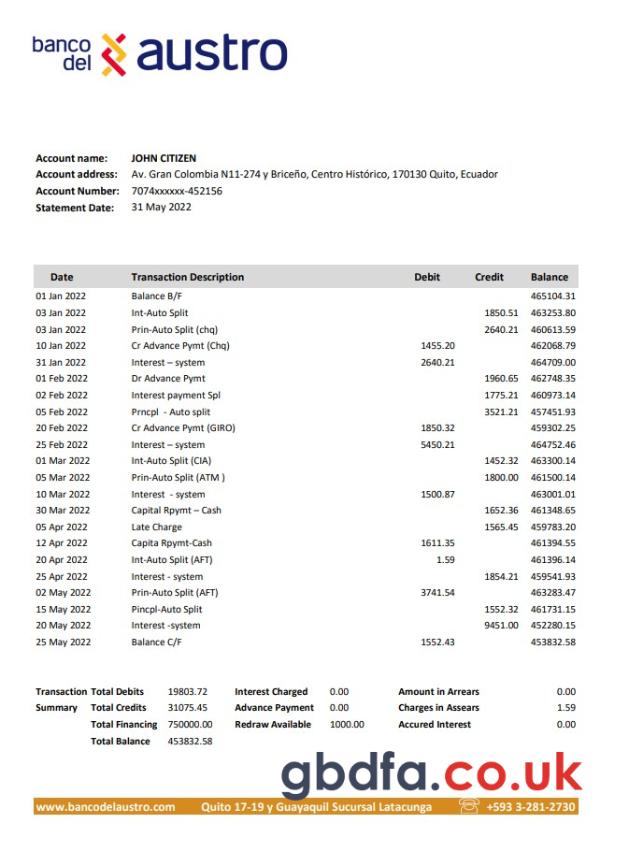 banco del austro
Account name: JOHN CITIZEN
Account address: Av. Gran Colombia N11-274 y Briceño, Centro Histórico, 170130 Quito, Ecuador
Account Number: 7074xxxxxx-452156
Statement Date: 31 May 2022
Date Transaction Description Debit Credit Balance
01 Jan 2022 Balance B/F 465104.31
03 Jan 2022 Int-Auto Split 1850.51 463253.80
03 Jan 2022 Prin-Auto Split (chq) 2640.21 460613.59
10 Jan 2022 Cr Advance Pymt (Chq) 1455.20 462068.79
31 Jan 2022 Interest – system 2640.21 464709.00
01 Feb 2022 Dr Advance Pymt 1960.65 462748.35
02 Feb 2022 Interest payment Spl 1775.21 460973.14
05 Feb 2022 Prncpl - Auto split 3521.21 457451.93
20 Feb 2022 Cr Advance Pymt (GIRO) 1850.32 459302.25
25 Feb 2022 Interest – system 5450.21 464752.46
01 Mar 2022 Int-Auto Split (CIA) 1452.32 463300.14
05 Mar 2022 Prin-Auto Split (ATM ) 1800.00 461500.14
10 Mar 2022 Interest - system 1500.87 463001.01
30 Mar 2022 Capital Rpymt – Cash 1652.36 461348.65
05 Apr 2022 Late Charge 1565.45 459783.20
12 Apr 2022 Capita Rpymt-Cash 1611.35 461394.55
20 Apr 2022 Int-Auto Split (AFT) 1.59 461396.14
25 Apr 2022 Interest - system 1854.21 459541.93
02 May 2022 Prin-Auto Split (AFT) 3741.54 463283.47
15 May 2022 Pincpl-Auto Split 1552.32 461731.15
20 May 2022 Interest -system 9451.00 452280.15
25 May 2022 Balance C/F 1552.43 453832.58
Transaction Total Debits 19803.72 Interest Charged 0.00 Amount in Arrears 0.00
Summary Total Credits 31075.45 Advance Payment 0.00 Charges in Assears 1.59
Total Financing 750000.00 Redraw Available 1000.00 Accured Interest 0.00
Total Balance 453832.58
gbdfa.co.uk
www.bancodelaustro.com Quito 17-19 y Guayaquil Sucursal Latacunga +593 3-281-2730